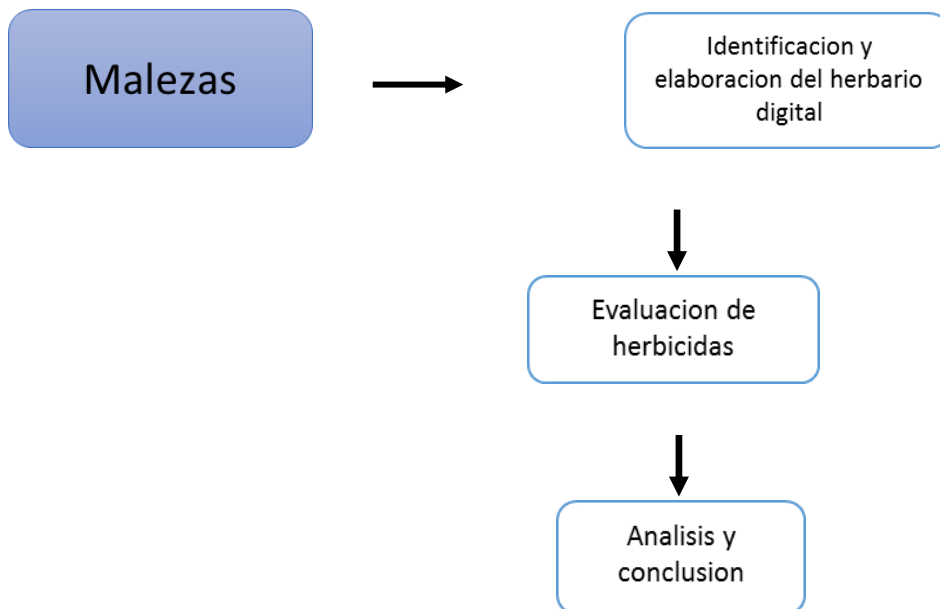 Malezas
Identificacion y
elaboracion del herbario
digital
Evaluacion de
herbicidas
Analisis y
conclusion